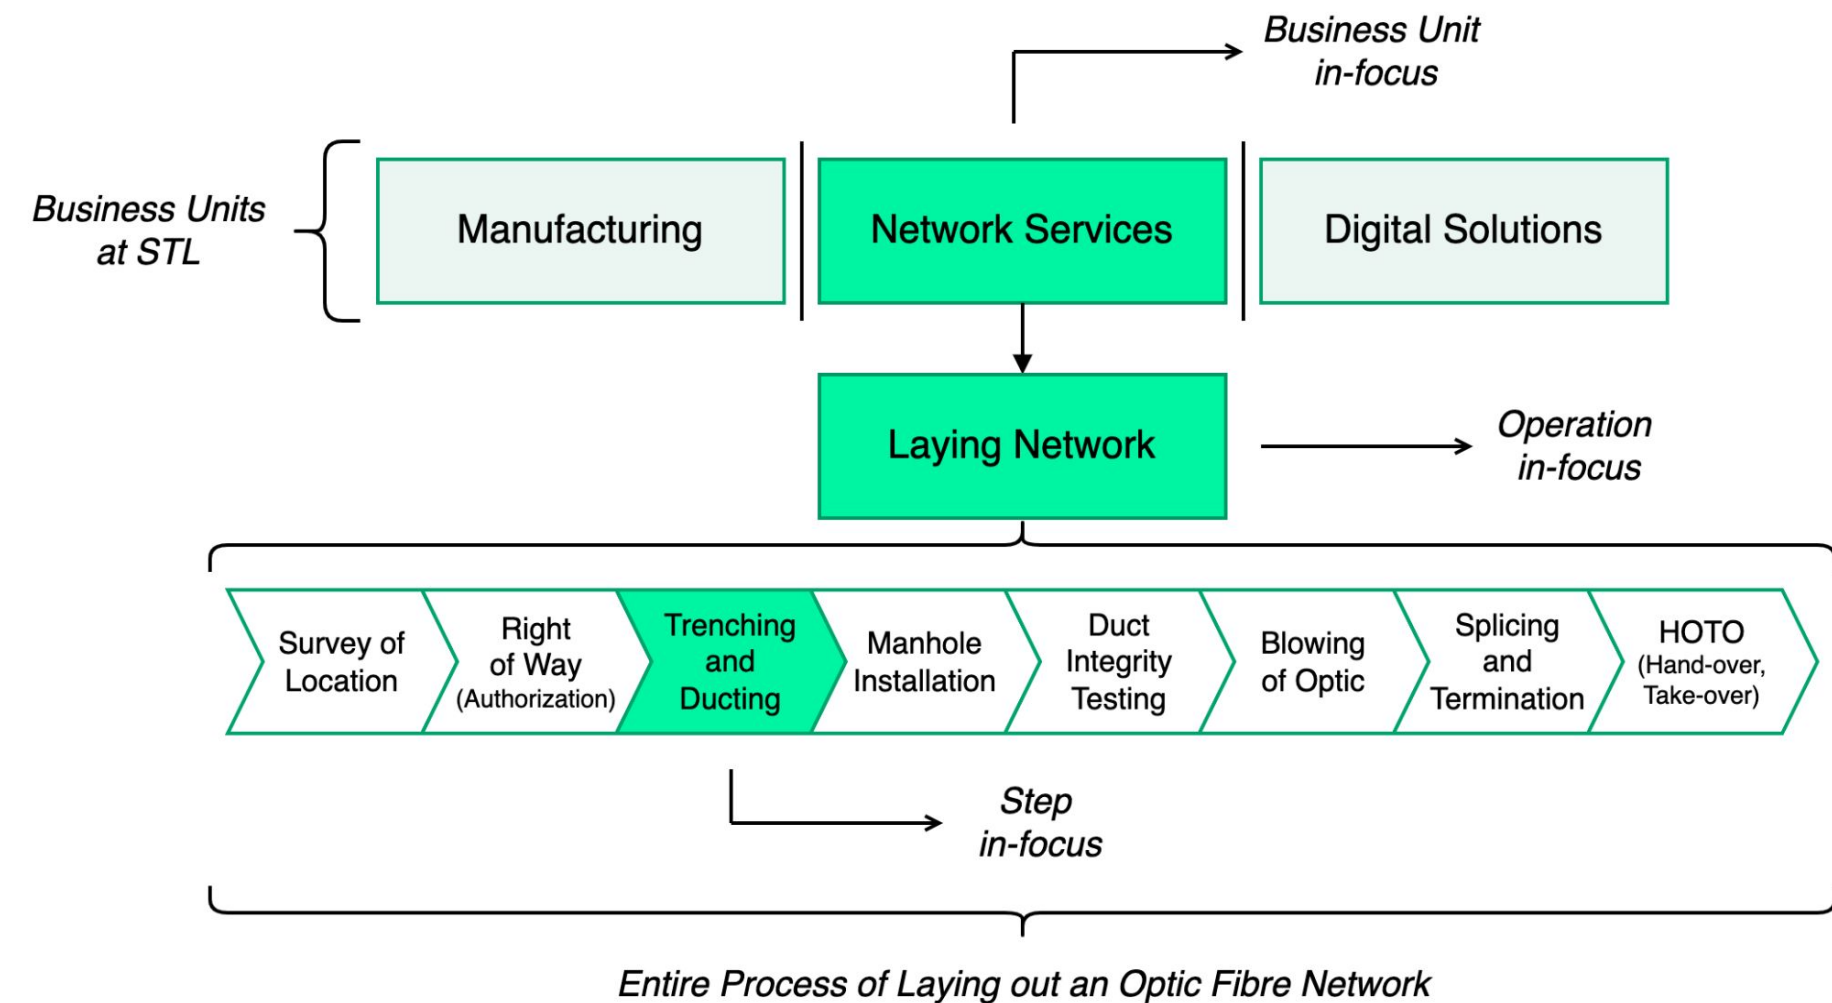 Business Unit
in-focus
Business Units
at STL
Manufacturing
Network Services
Digital Solutions
Laying Network
Operation
in-focus
Survey of
Location
Right
of Way
(Authorization)
Trenching
and
Ducting
Manhole
Installation
Duct
Integrity
Testing
Blowing
of Optic
Splicing
and
Termination
HOTO
(Hand-over,
Take-over)
Step
in-focus
Entire Process of Laying out an Optic Fibre Network